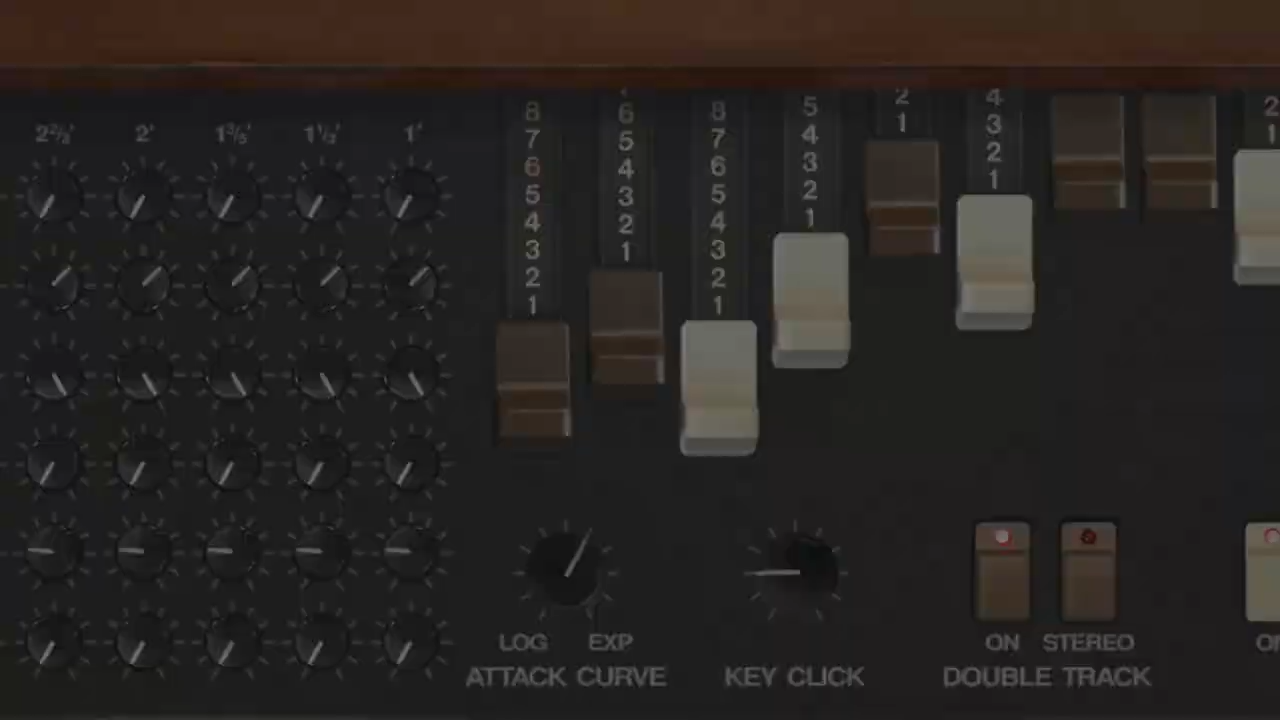 2⅔' 2' 1⅗' 1⅓' 1'
8 6 8 5 2 4 2
7 5 7 4 1 3 1
6 4 6 3 2
5 3 5 2 1
4 2 4 1
3 1 3
2 2
1 1
LOG EXP ON STEREO
ATTACK CURVE KEY CLICK DOUBLE TRACK